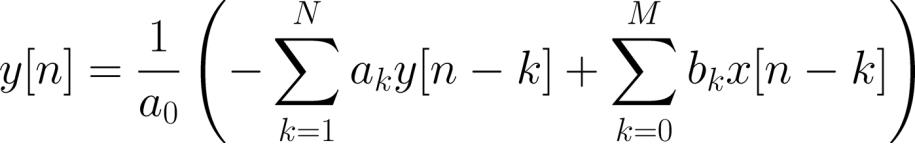 y[n] = \frac{1}{a_0} \left( -\sum_{k=1}^{N} a_k y[n-k] + \sum_{k=0}^{M} b_k x[n-k] \right)